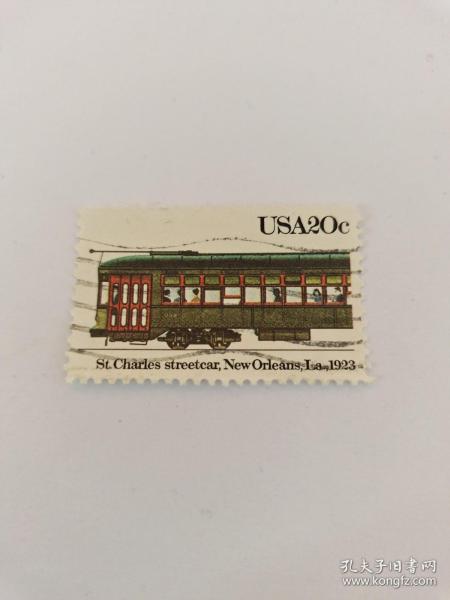 USA20c
St. Charles streetcar, New Orleans, La., 1923
孔夫子旧书网
www.kongfz.com